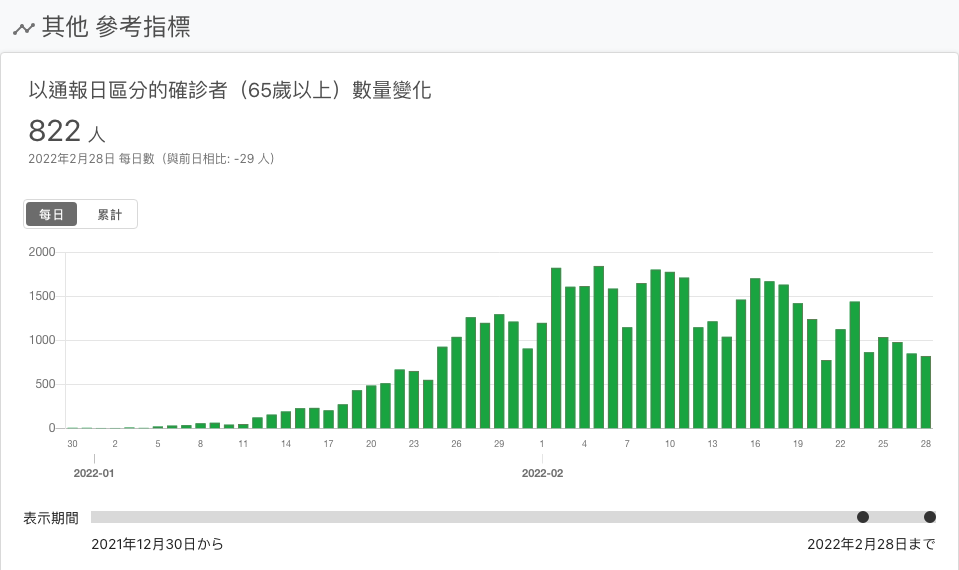 其他 參考指標
以通報日區分的確診者（65歲以上）數量變化
822 人
2022年2月28日 每日數（與前日相比: -29 人）
每日 累計
2000
1500
1000
500
0
30 2 5 8 11 14 17 20 23 26 29 1 4 7 10 13 16 19 22 25 28
2022-01 2022-02
表示期間
2021年12月30日から 2022年2月28日まで